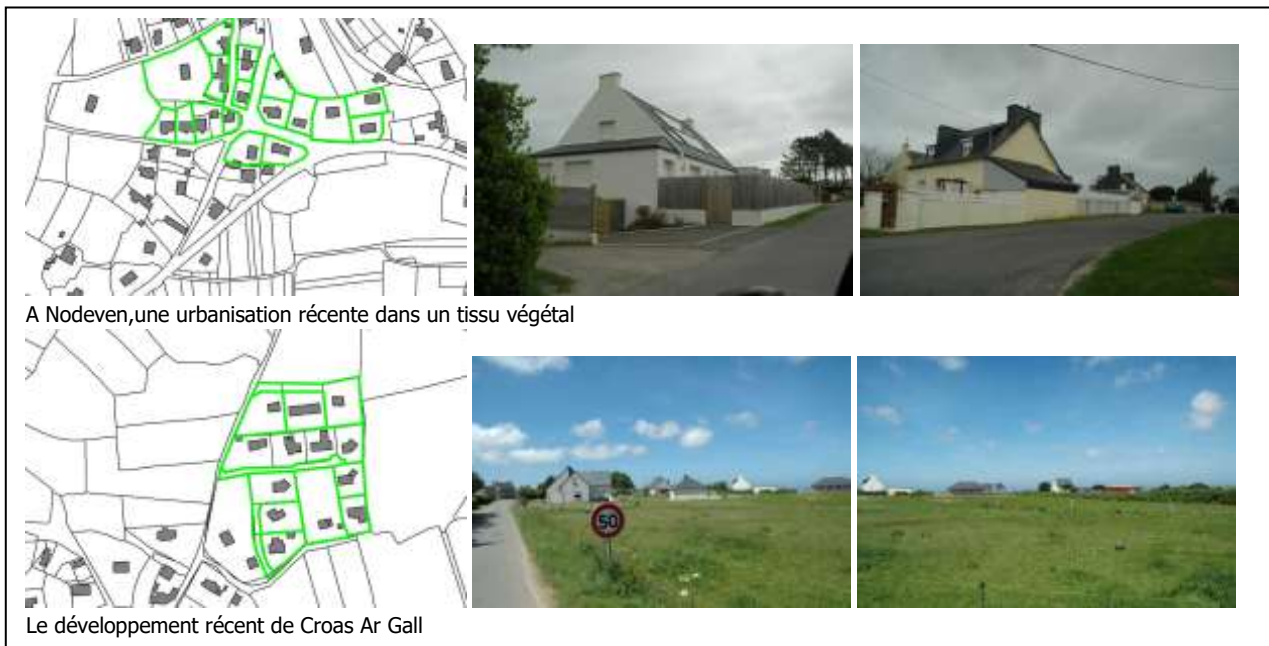 A Nodeven,une urbanisation récente dans un tissu végétal
50
Le développement récent de Croas Ar Gall